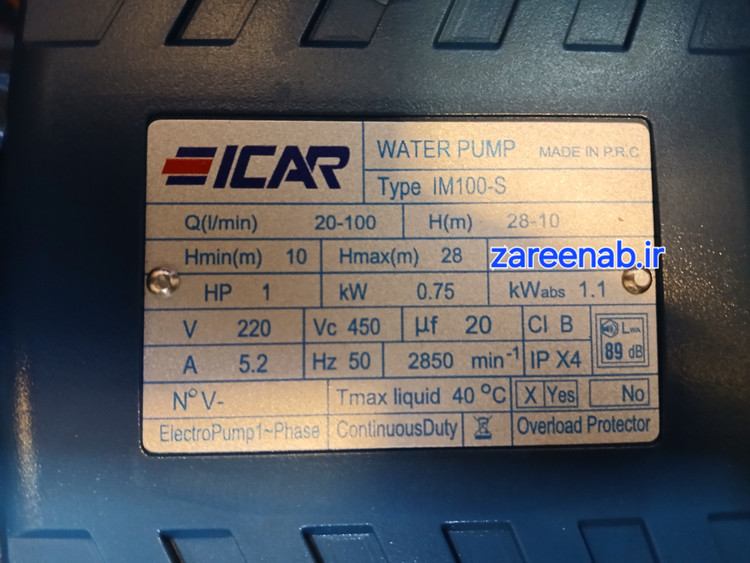 EICAR
WATER PUMP MADE IN P.R.C
Type IM100-S
Q(l/min) 20-100 H(m) 28-10
Hmin(m) 10 Hmax(m) 28
zareenab.ir
HP 1 kW 0.75 kWabs 1.1
V 220 Vc 450 µf 20 Cl B
LWA
89 dB
A 5.2 Hz 50 2850 min⁻¹ IP X4
N° V- Tmax liquid 40 °C X Yes No
ElectroPump1~Phase ContinuousDuty Overload Protector